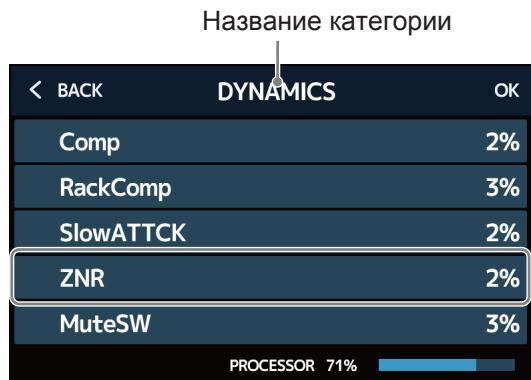 Название категории
< BACK DYNAMICS OK
Comp 2%
RackComp 3%
SlowATTCK 2%
ZNR 2%
MuteSW 3%
PROCESSOR 71%